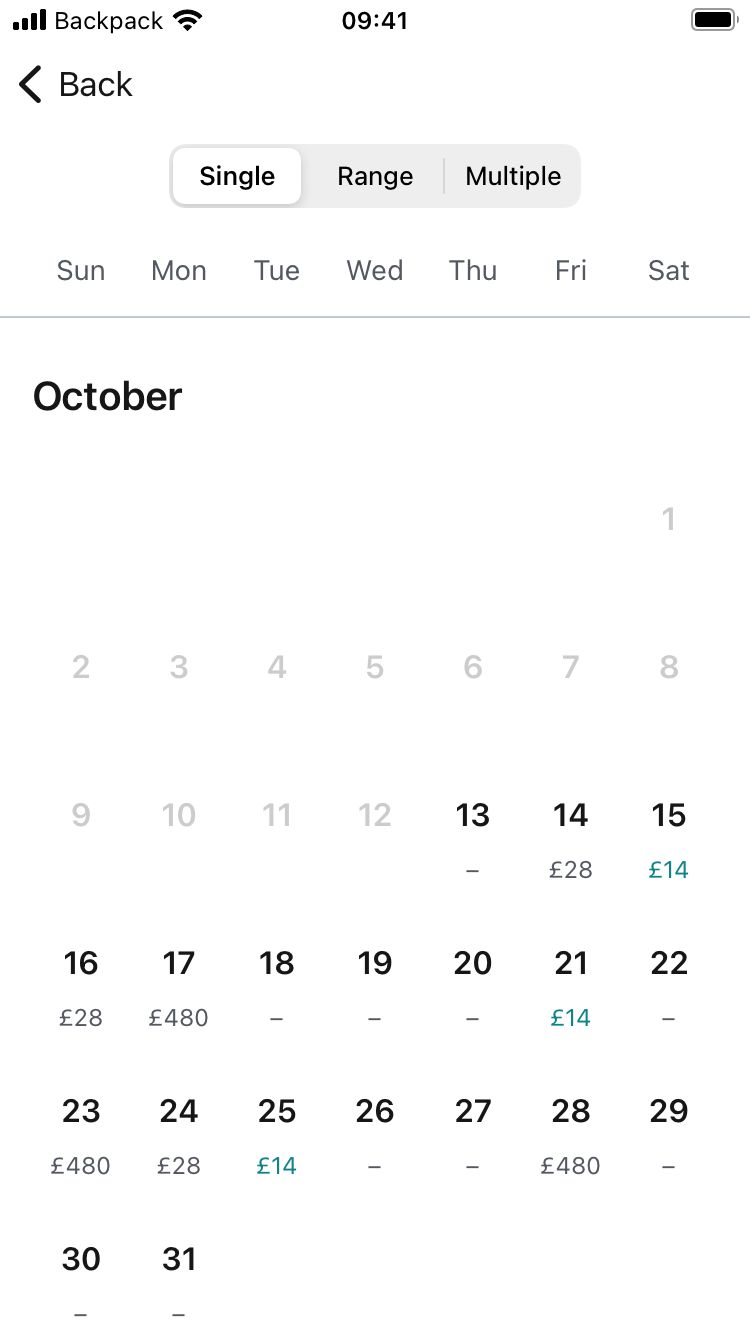 Backpack 09:41
Back
Single Range Multiple
Sun Mon Tue Wed Thu Fri Sat
October
1
2 3 4 5 6 7 8
9 10 11 12 13 14 15
– £28 £14
16 17 18 19 20 21 22
£28 £480 – – – £14 –
23 24 25 26 27 28 29
£480 £28 £14 – – £480 –
30 31
– –